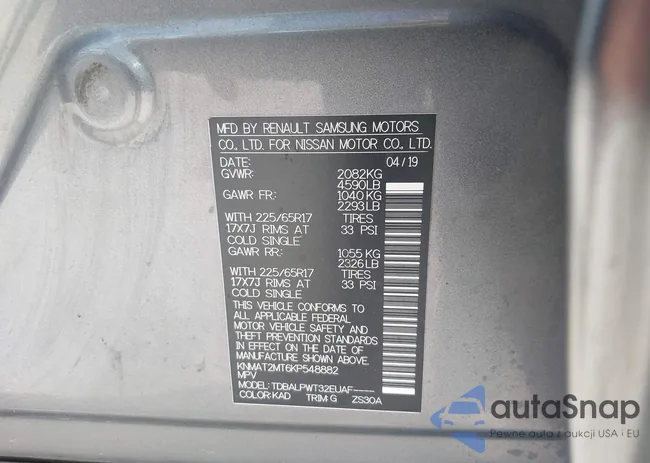 MFD BY RENAULT SAMSUNG MOTORS
CO., LTD. FOR NISSAN MOTOR CO., LTD.
DATE: 04/19
GVWR: 2082KG
4590LB
GAWR FR: 1040KG
2293LB
WITH 225/65R17 TIRES
17X7J RIMS AT 33 PSI
COLD SINGLE
GAWR RR: 1055 KG
2326LB
WITH 225/65R17 TIRES
17X7J RIMS AT 33 PSI
COLD SINGLE
THIS VEHICLE CONFORMS TO
ALL APPLICABLE FEDERAL
MOTOR VEHICLE SAFETY AND
THEFT PREVENTION STANDARDS
IN EFFECT ON THE DATE OF
MANUFACTURE SHOWN ABOVE.
KNMAT2MT6KP548882
MPV
MODEL: TDBALPWT32EUAF-----
COLOR: KAD TRIM: G ZS30A
autoSnap
Pewne auta z aukcji USA i EU